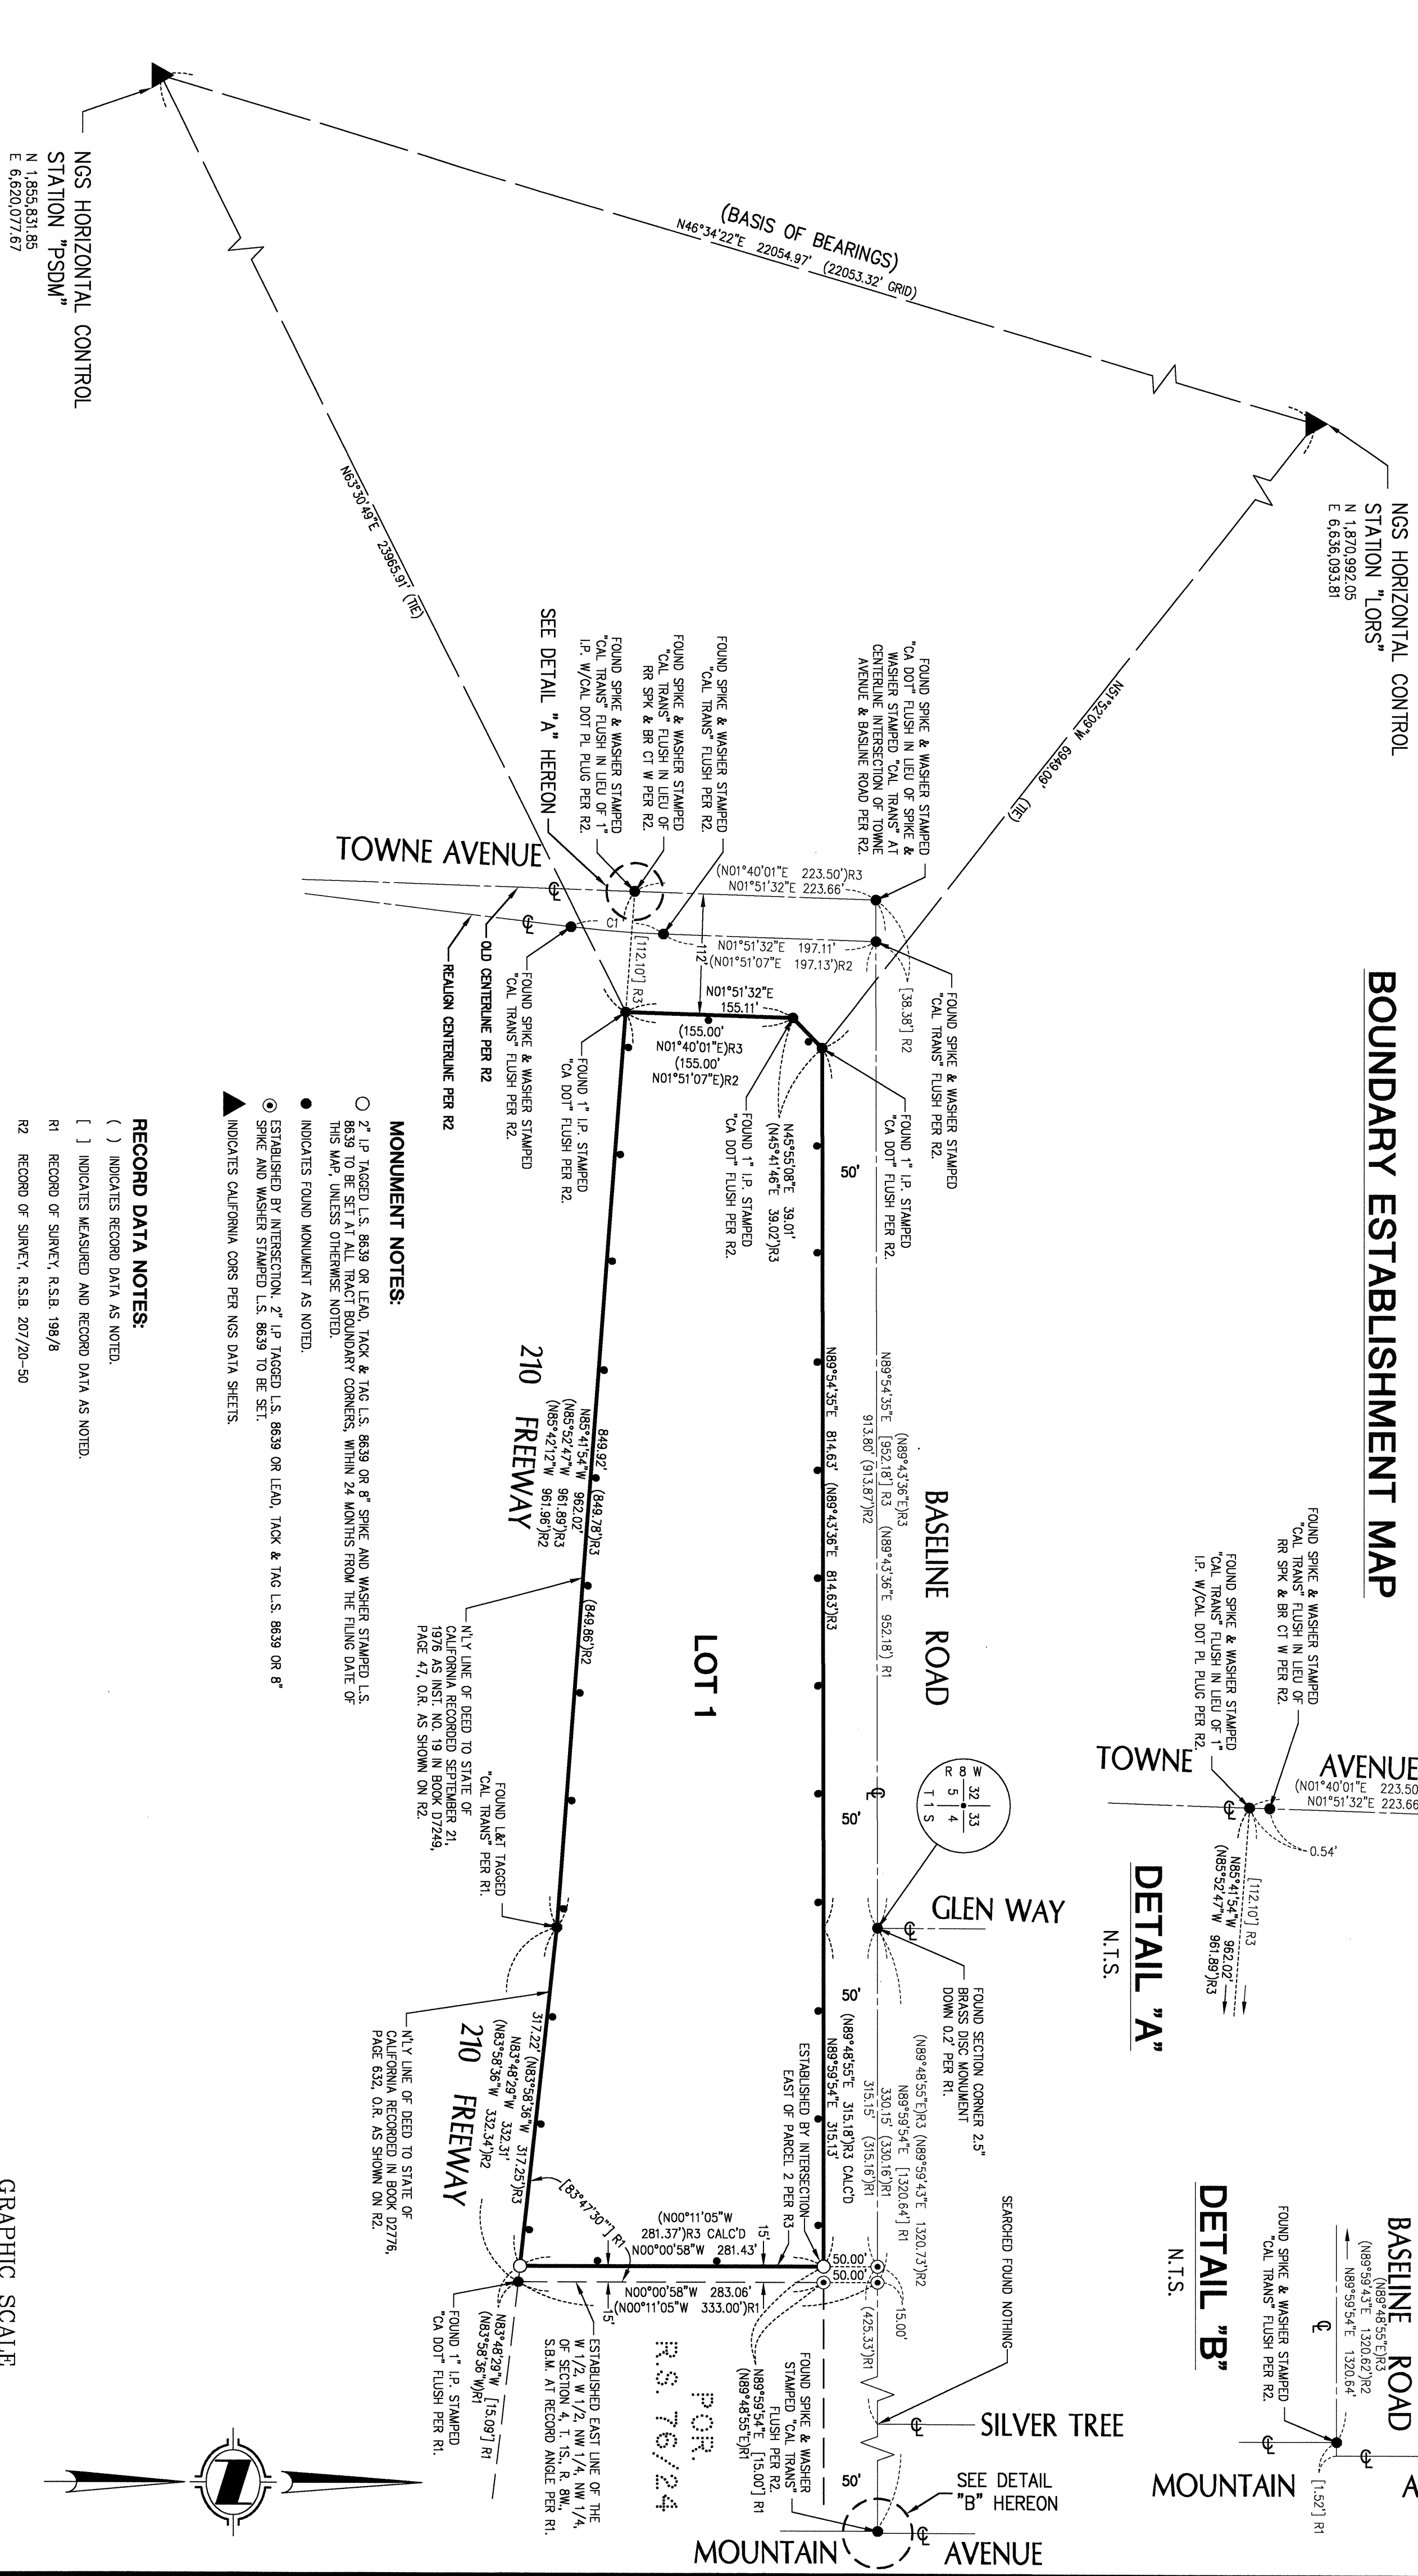 BOUNDARY ESTABLISHMENT MAP
NGS HORIZONTAL CONTROL
STATION "LORS"
N 1,870,992.05
E 6,636,093.81
NGS HORIZONTAL CONTROL
STATION "PSDM"
N 1,855,831.85
E 6,620,077.67
(BASIS OF BEARINGS)
N46°34'22"E 22054.97' (22053.32' GRID)
N63°30'49"E 23965.91' (TIE)
N51°52'09"W 6949.09' (TIE)
FOUND SPIKE & WASHER STAMPED
"CA DOT" FLUSH IN LIEU OF SPIKE &
WASHER STAMPED "CAL TRANS" AT
CENTERLINE INTERSECTION OF TOWNE
AVENUE & BASLINE ROAD PER R2.
FOUND SPIKE & WASHER STAMPED
"CAL TRANS" FLUSH PER R2.
FOUND SPIKE & WASHER STAMPED
"CAL TRANS" FLUSH IN LIEU OF
RR SPK & BR CT W PER R2.
FOUND SPIKE & WASHER STAMPED
"CAL TRANS" FLUSH IN LIEU OF 1"
I.P. W/CAL DOT PL PLUG PER R2.
SEE DETAIL "A" HEREON
TOWNE AVENUE
(N01°40'01"E 223.50')R3
N01°51'32"E 223.66'
C1
N01°51'32"E 197.11'
(N01°51'07"E 197.13')R2
112'
[112.10'] R3
[38.38'] R2
N01°51'32"E
155.11'
(155.00'
N01°40'01"E)R3
(155.00'
N01°51'07"E)R2
FOUND SPIKE & WASHER STAMPED
"CAL TRANS" FLUSH PER R2.
FOUND 1" I.P. STAMPED
"CA DOT" FLUSH PER R2.
N45°55'08"E 39.01'
(N45°41'46"E 39.02')R3
FOUND 1" I.P. STAMPED
"CA DOT" FLUSH PER R2.
FOUND 1" I.P. STAMPED
"CA DOT" FLUSH PER R2.
FOUND SPIKE & WASHER STAMPED
"CAL TRANS" FLUSH PER R2.
OLD CENTERLINE PER R2
REALIGN CENTERLINE PER R2
50'
BASELINE ROAD
(N89°43'36"E)R3
N89°54'35"E [952.18'] R3 (N89°43'36"E 952.18') R1
913.80' (913.87')R2
N89°54'35"E 814.63' (N89°43'36"E 814.63')R3
LOT 1
849.92' (849.78')R3 (849.86')R2
N85°41'54"W 962.02'
(N85°52'47"W 961.89')R3
(N85°42'12"W 961.96')R2
210 FREEWAY
N'LY LINE OF DEED TO STATE OF
CALIFORNIA RECORDED SEPTEMBER 21,
1976 AS INST. NO. 19 IN BOOK D7249,
PAGE 47, O.R. AS SHOWN ON R2.
FOUND L&T TAGGED
"CAL TRANS" PER R1.
R 8 W
32 33
5 4
T 1 S
50'
GLEN WAY
FOUND SECTION CORNER 2.5"
BRASS DISC MONUMENT
DOWN 0.2' PER R1.
50'
(N89°48'55"E)R3 (N89°59'43"E 1320.73')R2
N89°59'54"E [1320.64'] R1
330.15' (330.16')R1
315.15' (315.16')R1
(N89°48'55"E 315.18')R3 CALC'D
N89°59'54"E 315.13'
ESTABLISHED BY INTERSECTION
EAST OF PARCEL 2 PER R3
317.22' (N83°58'36"W 317.25')R3
N83°48'29"W 332.31'
(N83°58'36"W 332.34')R2
210 FREEWAY
N'LY LINE OF DEED TO STATE OF
CALIFORNIA RECORDED IN BOOK D2776,
PAGE 632, O.R. AS SHOWN ON R2.
[83°47'30"'] R1
(N00°11'05"W
281.37')R3 CALC'D
N00°00'58"W 281.43'
15'
N00°00'58"W 283.06'
(N00°11'05"W 333.00')R1
15'
50.00'
50.00'
15.00'
(425.33')R1
SEARCHED FOUND NOTHING
SILVER TREE
FOUND SPIKE & WASHER
STAMPED "CAL TRANS"
FLUSH PER R2.
N89°59'54"E [15.00'] R1
(N89°48'55"E)R1
ESTABLISHED EAST LINE OF THE
W 1/2, W 1/2, NW 1/4, NW 1/4,
OF SECTION 4, T. 1S., R. 8W.,
S.B.M. AT RECORD ANGLE PER R1.
N83°48'29"W [15.09'] R1
(N83°58'36"W)R1
FOUND 1" I.P. STAMPED
"CA DOT" FLUSH PER R1.
POR.
R.S. 76/24
50'
SEE DETAIL
"B" HEREON
MOUNTAIN AVENUE
MONUMENT NOTES:
2" I.P TAGGED L.S. 8639 OR LEAD, TACK & TAG L.S. 8639 OR 8" SPIKE AND WASHER STAMPED L.S.
8639 TO BE SET AT ALL TRACT BOUNDARY CORNERS, WITHIN 24 MONTHS FROM THE FILING DATE OF
THIS MAP, UNLESS OTHERWISE NOTED.
INDICATES FOUND MONUMENT AS NOTED.
ESTABLISHED BY INTERSECTION. 2" I.P TAGGED L.S. 8639 OR LEAD, TACK & TAG L.S. 8639 OR 8"
SPIKE AND WASHER STAMPED L.S. 8639 TO BE SET.
INDICATES CALIFORNIA CORS PER NGS DATA SHEETS.
RECORD DATA NOTES:
( ) INDICATES RECORD DATA AS NOTED.
[ ] INDICATES MEASURED AND RECORD DATA AS NOTED.
R1 RECORD OF SURVEY, R.S.B. 198/8
R2 RECORD OF SURVEY, R.S.B. 207/20-50
FOUND SPIKE & WASHER STAMPED
"CAL TRANS" FLUSH IN LIEU OF
RR SPK & BR CT W PER R2.
FOUND SPIKE & WASHER STAMPED
"CAL TRANS" FLUSH IN LIEU OF 1"
I.P. W/CAL DOT PL PLUG PER R2.
TOWNE AVENUE
(N01°40'01"E 223.50
N01°51'32"E 223.66
0.54'
[112.10'] R3
N85°41'54"W 962.02'
(N85°52'47"W 961.89')R3
DETAIL "A"
N.T.S.
BASELINE ROAD
(N89°48'55"E)R3
(N89°59'43"E 1320.62')R2
N89°59'54"E 1320.64'
FOUND SPIKE & WASHER STAMPED
"CAL TRANS" FLUSH PER R2.
MOUNTAIN A
[1.52'] R1
DETAIL "B"
N.T.S.
GRAPHIC SCALE